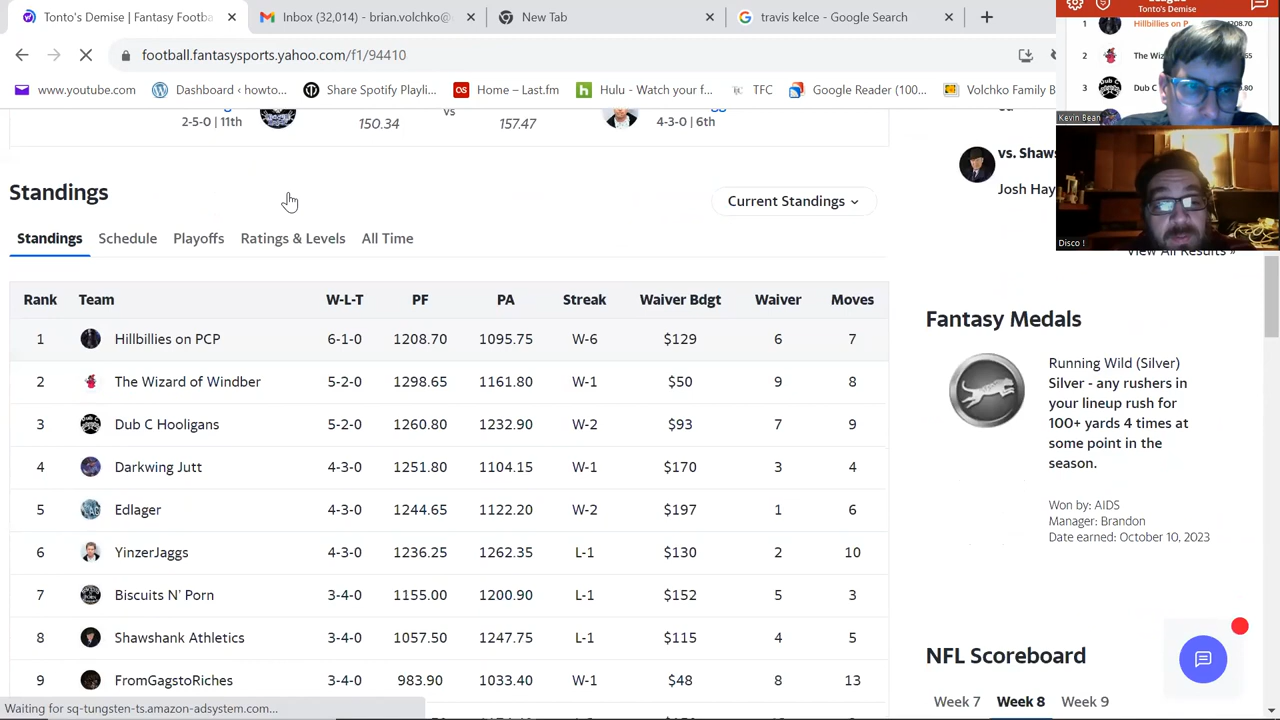 Tonto's Demise | Fantasy Footba
Inbox (32,014) - brian.volchko@
New Tab
travis kelce - Google Search
football.fantasysports.yahoo.com/f1/94410
www.youtube.com
Dashboard ‹ howto...
Share Spotify Playli...
Home – Last.fm
Hulu - Watch your f...
TFC
Google Reader (100...
Volchko Family B
League
Tonto's Demise
1 Hillbillies on P 1208.70
2 The Wiz
3 Dub C
Kevin Bean
Disco !
2-5-0 | 11th
vs
157.47
4-3-0 | 6th
vs. Shaws
Josh Hay
View All Results »
Standings
Current Standings
Standings Schedule Playoffs Ratings & Levels All Time
Rank Team W-L-T PF PA Streak Waiver Bdgt Waiver Moves
1 Hillbillies on PCP 6-1-0 1208.70 1095.75 W-6 $129 6 7
2 The Wizard of Windber 5-2-0 1298.65 1161.80 W-1 $50 9 8
3 Dub C Hooligans 5-2-0 1260.80 1232.90 W-2 $93 7 9
4 Darkwing Jutt 4-3-0 1251.80 1104.15 W-1 $170 3 4
5 Edlager 4-3-0 1122.20 W-2 $197 1 6
6 YinzerJaggs 4-3-0 1236.25 1262.35 L-1 $130 2 10
7 Biscuits N' Porn 3-4-0 1155.00 1200.90 L-1 $152 5 3
8 Shawshank Athletics 3-4-0 1057.50 1247.75 L-1 $115 4 5
9 FromGagstoRiches 3-4-0 983.90 1033.40 W-1 $48 8 13
Fantasy Medals
Running Wild (Silver)
Silver - any rushers in
your lineup rush for
100+ yards 4 times at
some point in the
season.
Won by: AIDS
Manager: Brandon
Date earned: October 10, 2023
NFL Scoreboard
Week 7 Week 8 Week 9
Waiting for sq-tungsten-ts.amazon-adsystem.com...